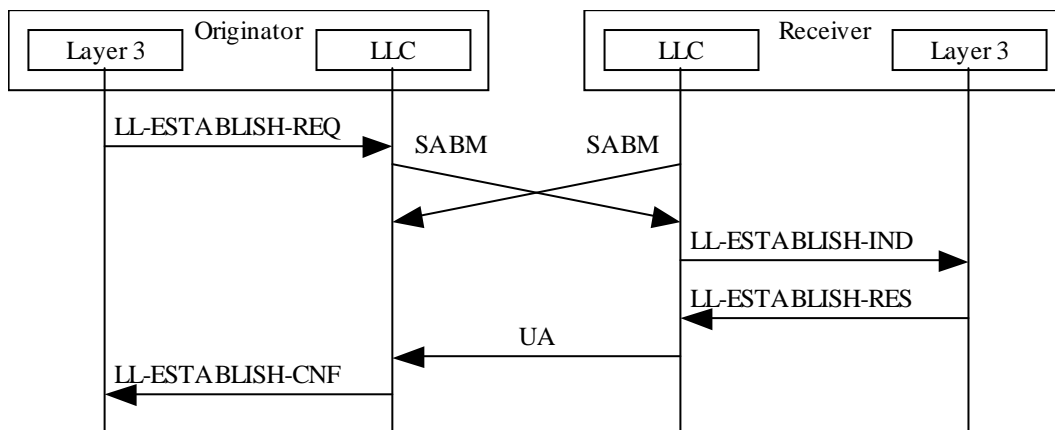 Originator
Receiver
Layer 3
LLC
LLC
Layer 3
LL-ESTABLISH-REQ
SABM
SABM
LL-ESTABLISH-IND
LL-ESTABLISH-RES
UA
LL-ESTABLISH-CNF